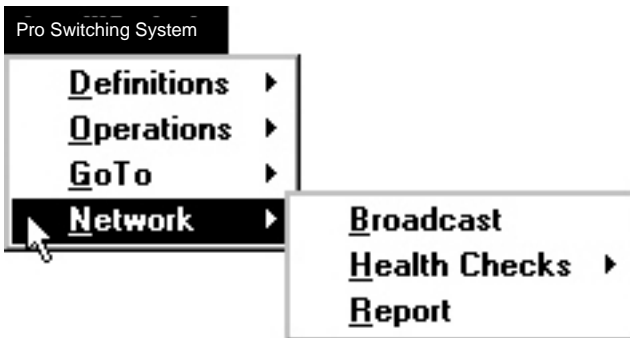 Pro Switching System
Definitions
Operations
GoTo
Network
Broadcast
Health Checks
Report